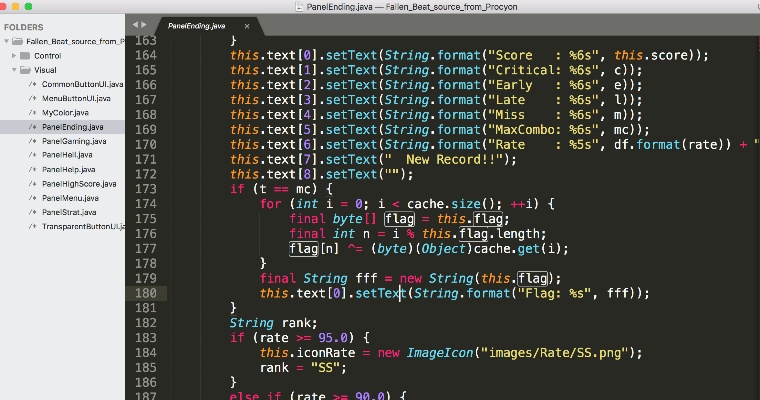 PanelEnding.java — Fallen_Beat_source_from_Procyon
FOLDERS
Fallen_Beat_source_from_P
Control
Visual
/* CommonButtonUI.java
/* MenuButtonUI.java
/* MyColor.java
/* PanelEnding.java
/* PanelGaming.java
/* PanelHell.java
/* PanelHelp.java
/* PanelHighScore.java
/* PanelMenu.java
/* PanelStrat.java
/* TransparentButtonUI.ja
PanelEnding.java ×
163 }
164 this.text[0].setText(String.format("Score   : %6s", this.score));
165 this.text[1].setText(String.format("Critical: %6s", c));
166 this.text[2].setText(String.format("Early   : %6s", e));
167 this.text[3].setText(String.format("Late    : %6s", l));
168 this.text[4].setText(String.format("Miss    : %6s", m));
169 this.text[5].setText(String.format("MaxCombo: %6s", mc));
170 this.text[6].setText(String.format("Rate    : %5s", df.format(rate)) + "
171 this.text[7].setText("  New Record!!");
172 this.text[8].setText("");
173 if (t == mc) {
174 for (int i = 0; i < cache.size(); ++i) {
175 final byte[] flag = this.flag;
176 final int n = i % this.flag.length;
177 flag[n] ^= (byte)(Object)cache.get(i);
178 }
179 final String fff = new String(this.flag);
180 this.text[0].setText(String.format("Flag: %s", fff));
181 }
182 String rank;
183 if (rate >= 95.0) {
184 this.iconRate = new ImageIcon("images/Rate/SS.png");
185 rank = "SS";
186 }
187 else if (rate >= 90.0) {